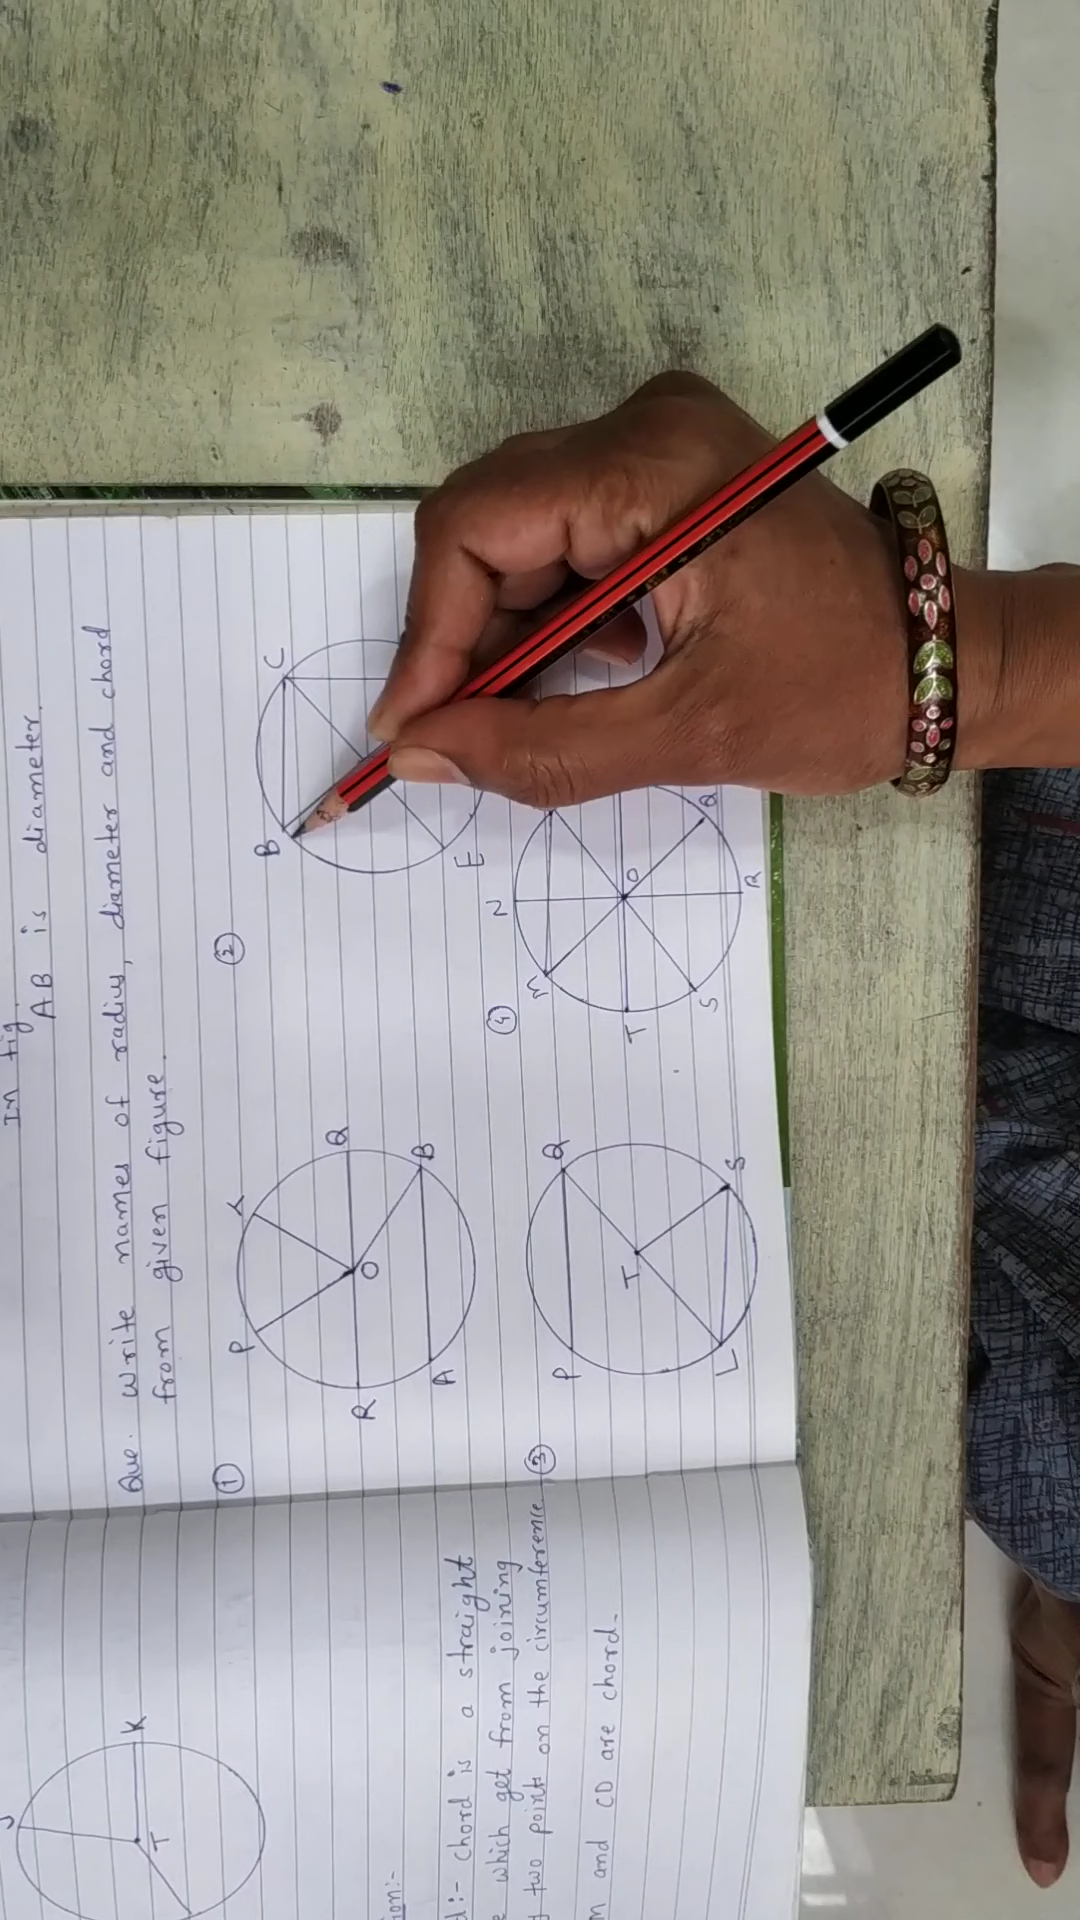 In fig
AB is diameter.
Que. Write names of radius, diameter and chord
from given figure.
①
P
O
Q
R
A
B
②
B
C
E
③
P
Q
T
L
S
④
M
N
O
Q
R
S
T
K
T
d:- chord is a straight
which get from joining
two point on the circumference
and CD are chord.